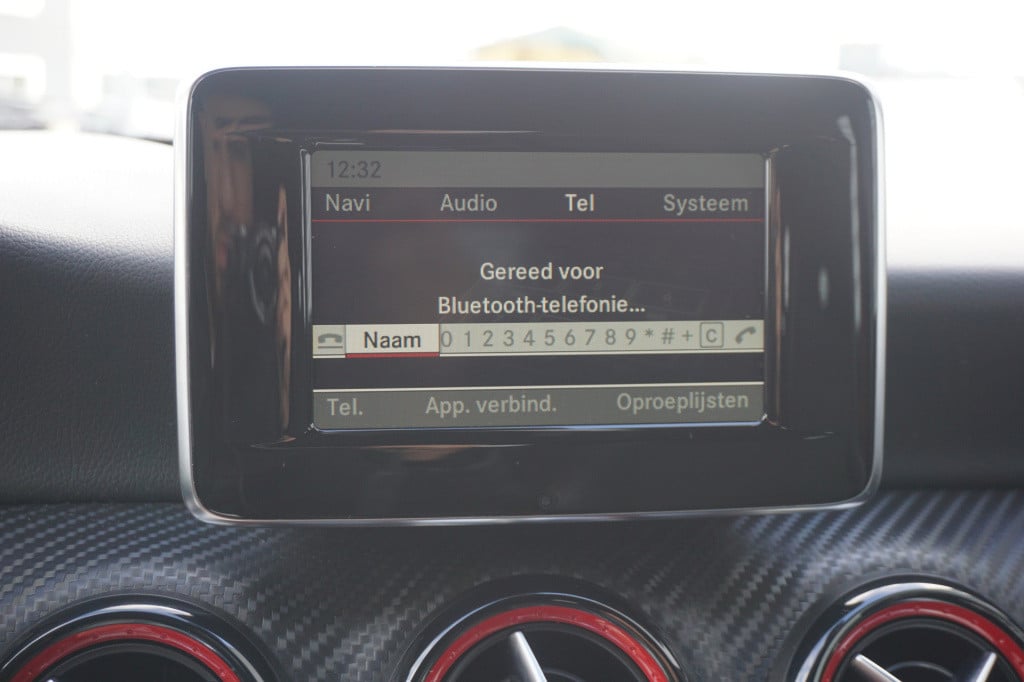 12:32
Navi Audio Tel Systeem
Gereed voor
Bluetooth-telefonie...
Naam 0 1 2 3 4 5 6 7 8 9 * # + C
Tel. App. verbind. Oproeplijsten